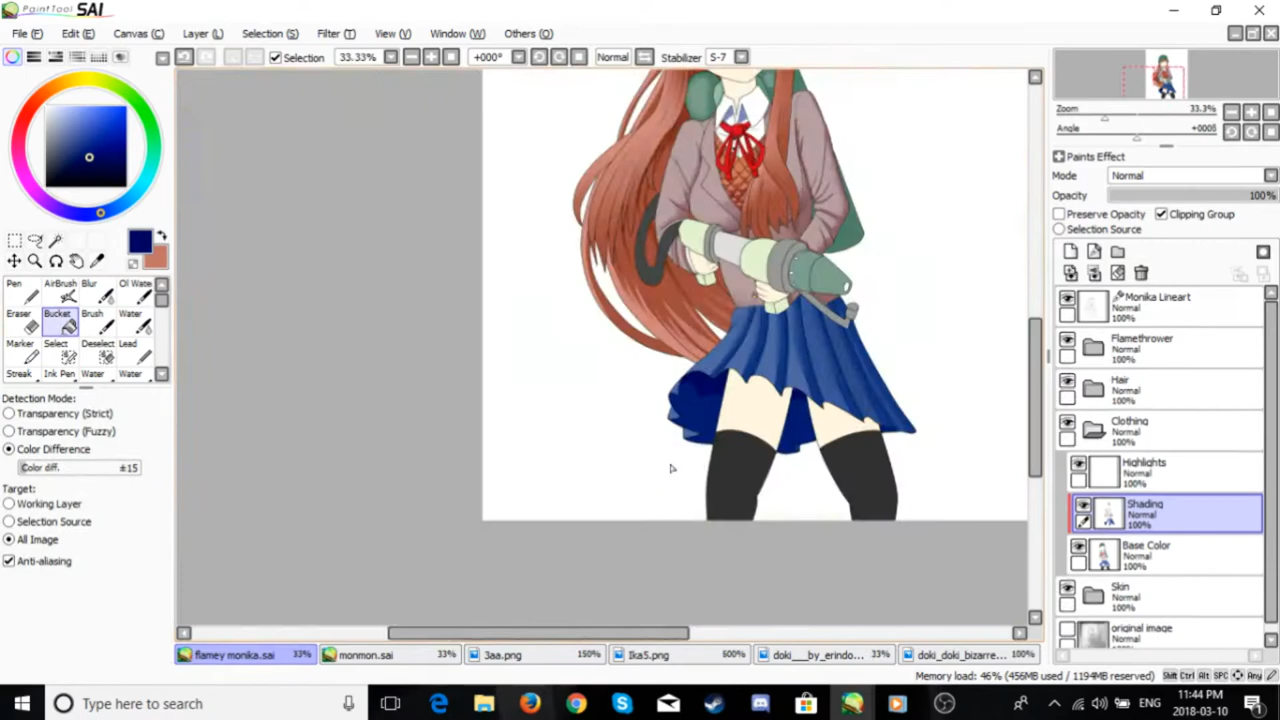 PaintTool SAI
File (F) Edit (E) Canvas (C) Layer (L) Selection (S) Filter (T) View (V) Window (W) Others (O)
Selection 33.33% +000° Normal Stabilizer S-7
Zoom 33.3%
Angle +000°
Paints Effect
Mode Normal
Opacity 100%
Preserve Opacity Clipping Group
Selection Source
Pen AirBrush Blur Oil Water
Eraser Bucket Brush Water
Marker Select Deselect Lead
Streak Ink Pen Water Water
Detection Mode:
Transparency (Strict)
Transparency (Fuzzy)
Color Difference
Color diff. ±15
Target:
Working Layer
Selection Source
All Image
Anti-aliasing
Monika Lineart
Normal
100%
Flamethrower
Normal
100%
Hair
Normal
100%
Clothing
Normal
100%
Highlights
Normal
100%
Shading
Normal
100%
Base Color
Normal
100%
Skin
Normal
100%
original image
Normal
100%
flamey monika.sai 33% monmon.sai 33% 3aa.png 150% Ika5.png 600% doki___by_erindo... 33% doki_doki_bizarre... 100%
Memory load: 46% (456MB used / 1194MB reserved) Shift Ctrl Alt SPC Any
Type here to search
ENG
11:44 PM
2018-03-10
1